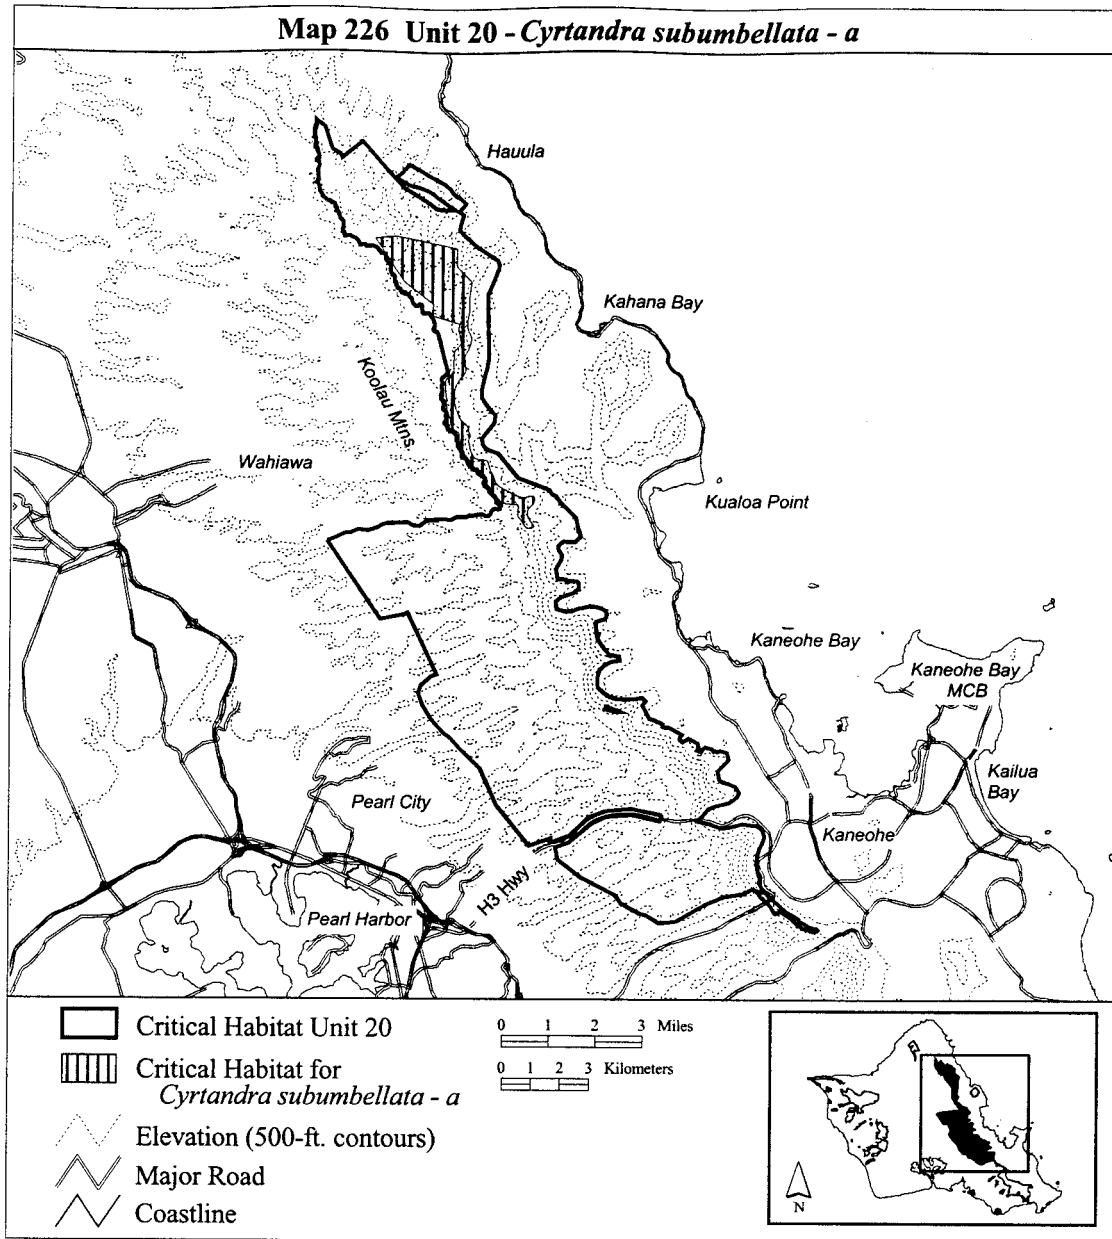 Map 226 Unit 20 - Cyrtandra subumbellata - a
Hauula
Kahana Bay
Koolau Mtns
Wahiawa
Kualoa Point
Kaneohe Bay
Kaneohe Bay
MCB
Kailua
Bay
Pearl City
Kaneohe
H3 Hwy
Pearl Harbor
Critical Habitat Unit 20
Critical Habitat for
Cyrtandra subumbellata - a
Elevation (500-ft. contours)
Major Road
Coastline
0 1 2 3 Miles
0 1 2 3 Kilometers
N